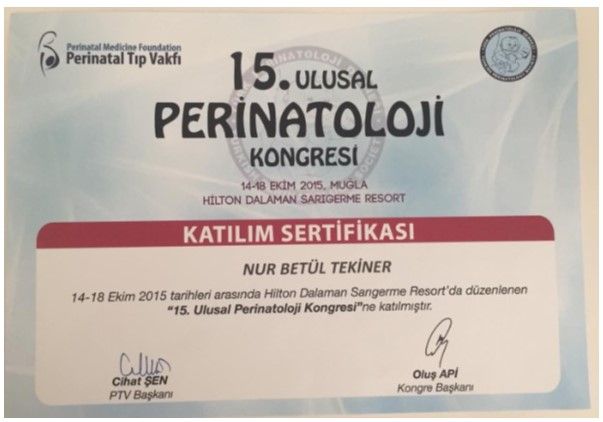 Perinatal Medicine Foundation
Perinatal Tıp Vakfı
15. ULUSAL
PERİNATOLOJİ
KONGRESİ
14-18 EKİM 2015, MUĞLA
HILTON DALAMAN SARIGERME RESORT
KATILIM SERTİFİKASI
NUR BETÜL TEKİNER
14-18 Ekim 2015 tarihleri arasında Hilton Dalaman Sarıgerme Resort'da düzenlenen
"15. Ulusal Perinatoloji Kongresi"ne katılmıştır.
Cihat ŞEN
PTV Başkanı
Oluş APİ
Kongre Başkanı